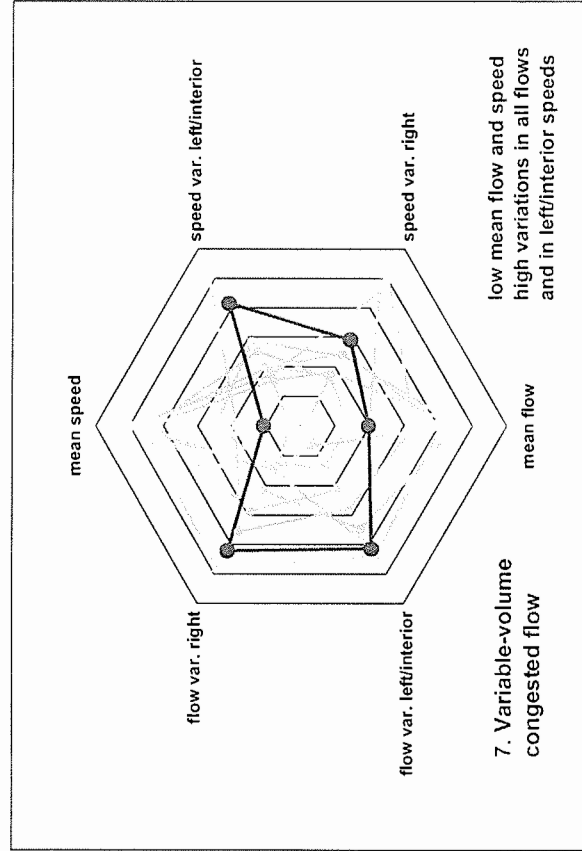 mean speed
speed var. left/interior
speed var. right
mean flow
flow var. left/interior
flow var. right
7. Variable-volume
congested flow
low mean flow and speed
high variations in all flows
and in left/interior speeds